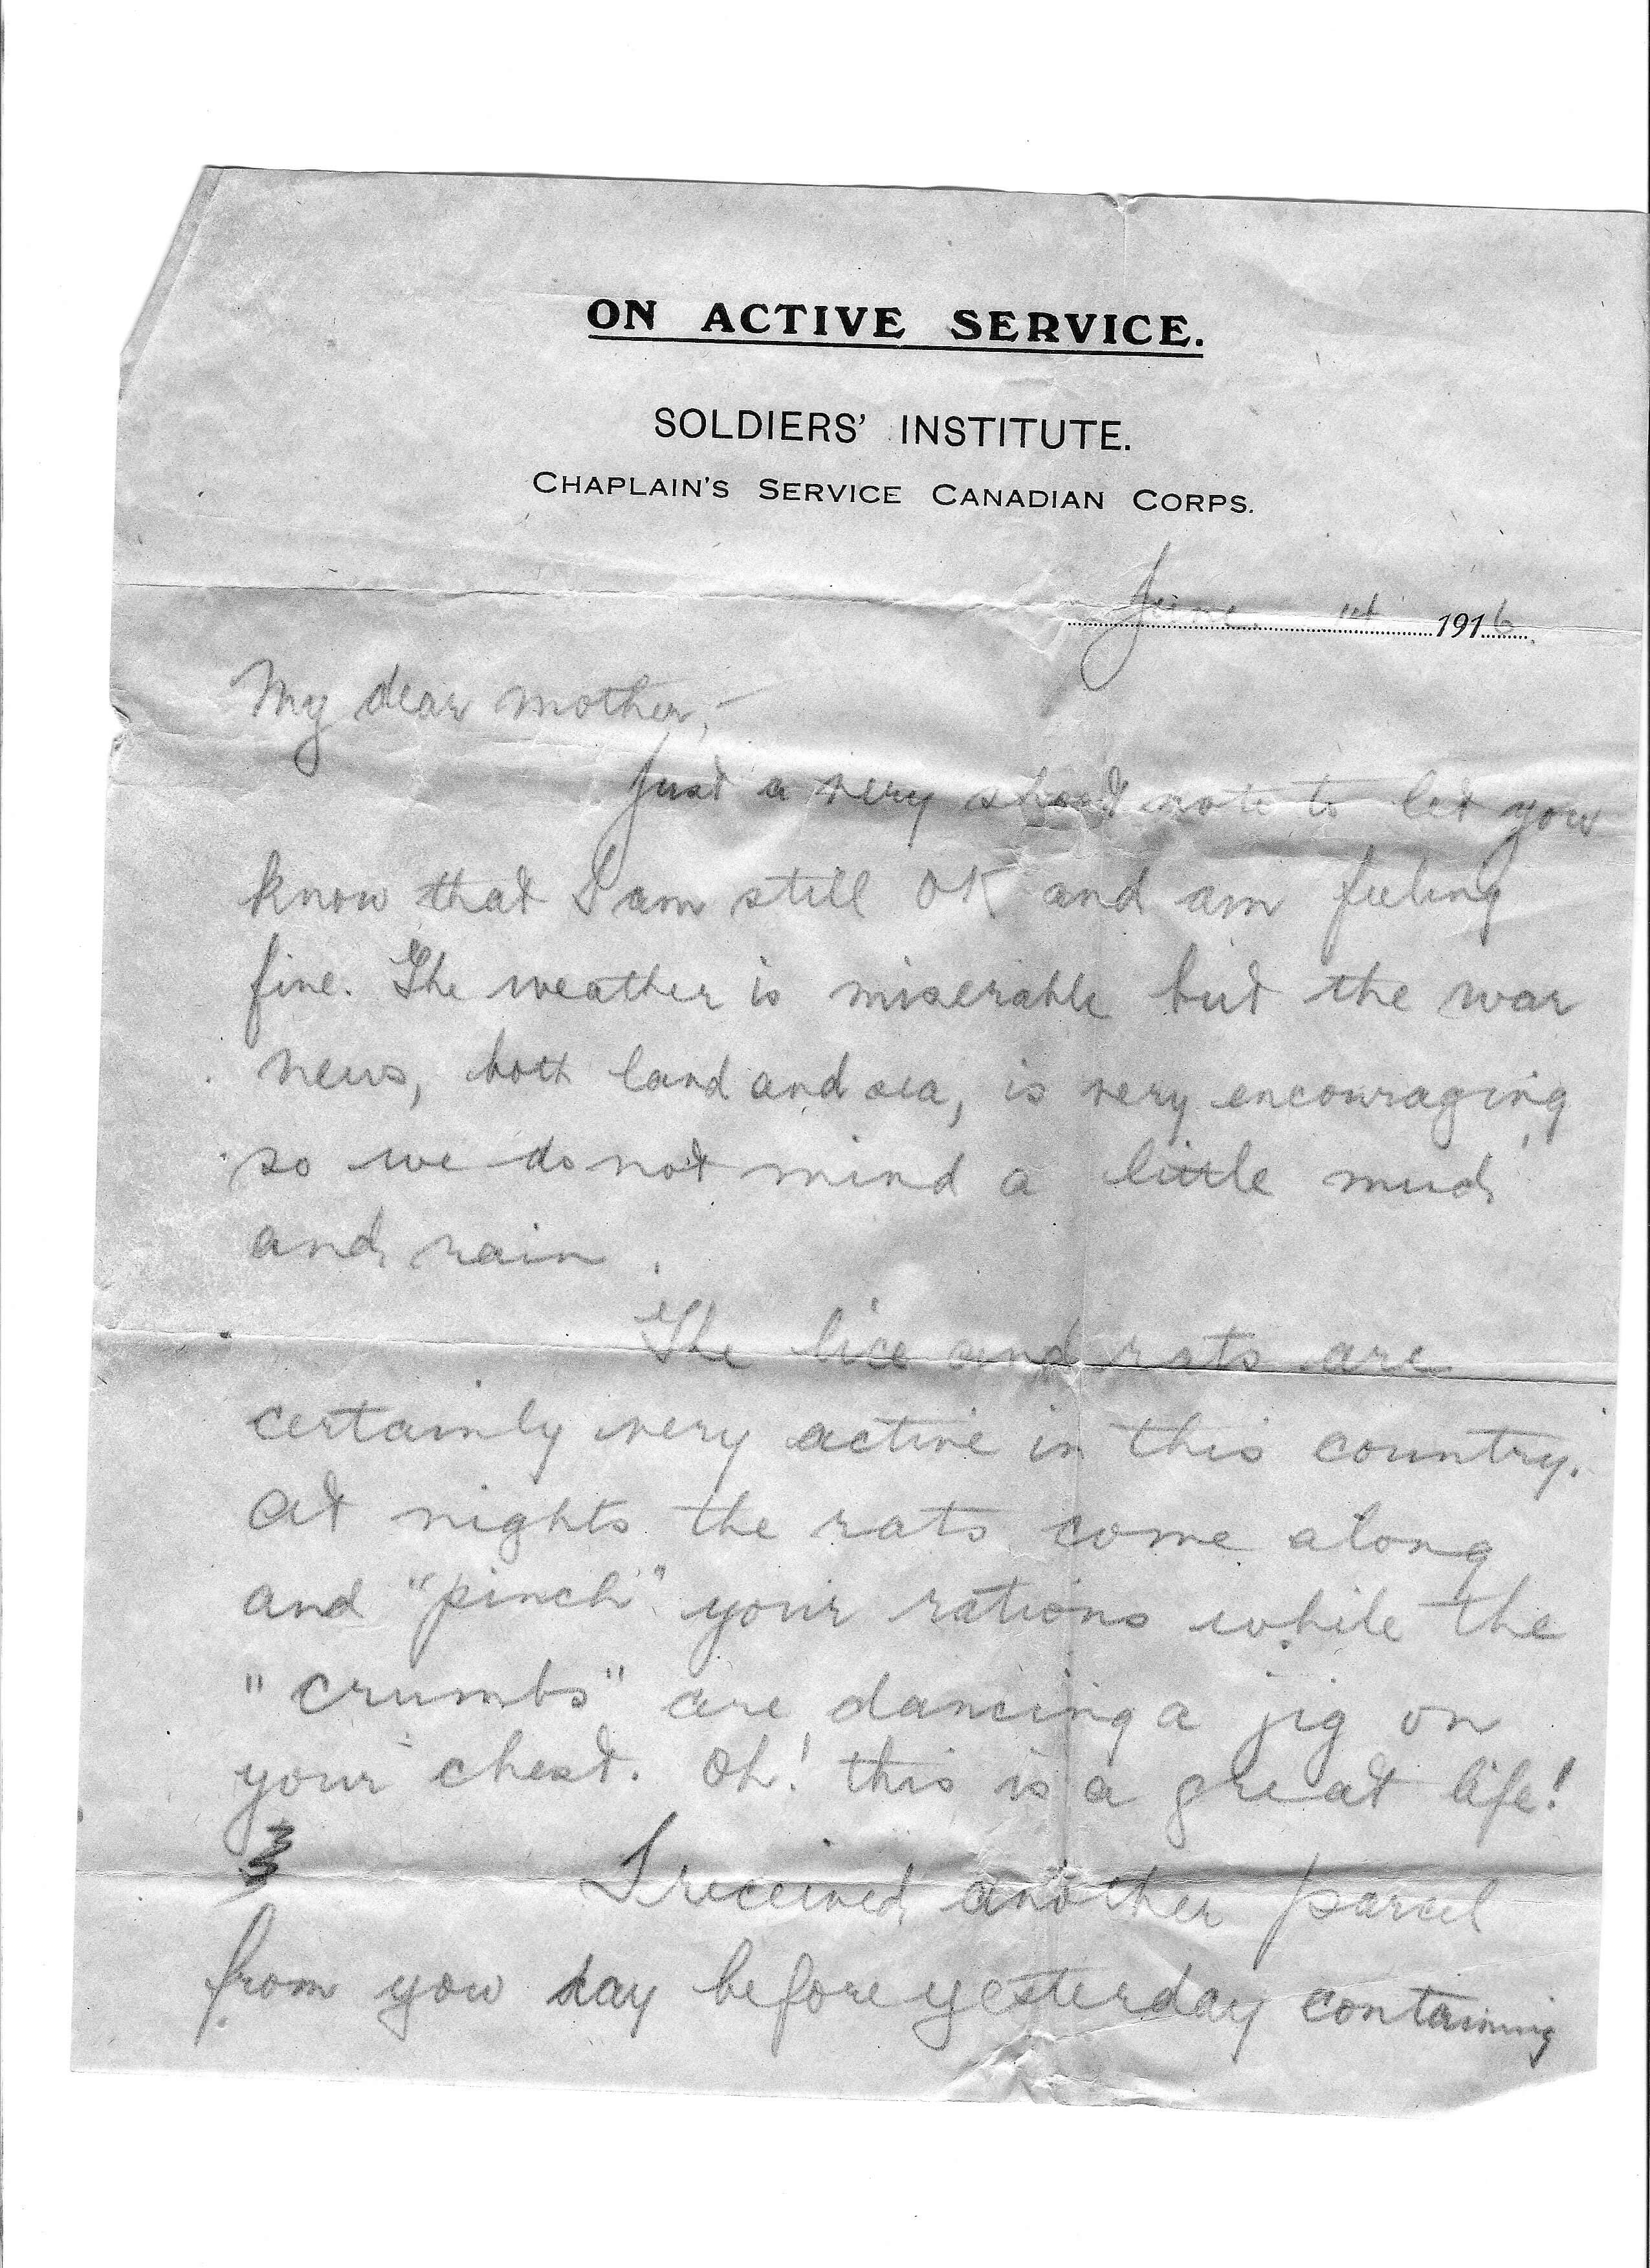 ON ACTIVE SERVICE.
SOLDIERS' INSTITUTE.
CHAPLAIN'S SERVICE CANADIAN CORPS.
June 14 1916.
My dear mother,-
Just a very short note to let you
know that I am still OK and am feeling
fine. The weather is miserable but the war
news, both land and sea, is very encouraging
so we do not mind a little mud
and rain.
The lice and rats are
certainly very active in this country.
At nights the rats come along
and "pinch" your rations while the
"crumbs" are dancing a jig on
your chest. Oh! this is a great life!
I received another parcel
from you day before yesterday containing